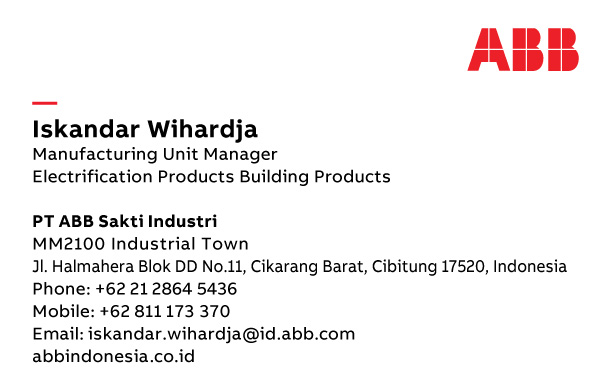 ABB
Iskandar Wihardja
Manufacturing Unit Manager
Electrification Products Building Products
PT ABB Sakti Industri
MM2100 Industrial Town
Jl. Halmahera Blok DD No.11, Cikarang Barat, Cibitung 17520, Indonesia
Phone: +62 21 2864 5436
Mobile: +62 811 173 370
Email: iskandar.wihardja@id.abb.com
abbindonesia.co.id